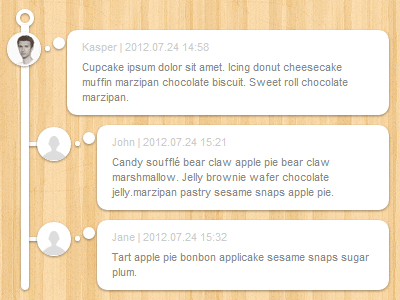 Kasper | 2012.07.24 14:58
Cupcake ipsum dolor sit amet. Icing donut cheesecake
muffin marzipan chocolate biscuit. Sweet roll chocolate
marzipan.
John | 2012.07.24 15:21
Candy soufflé bear claw apple pie bear claw
marshmallow. Jelly brownie wafer chocolate
jelly.marzipan pastry sesame snaps apple pie.
Jane | 2012.07.24 15:32
Tart apple pie bonbon applicake sesame snaps sugar
plum.